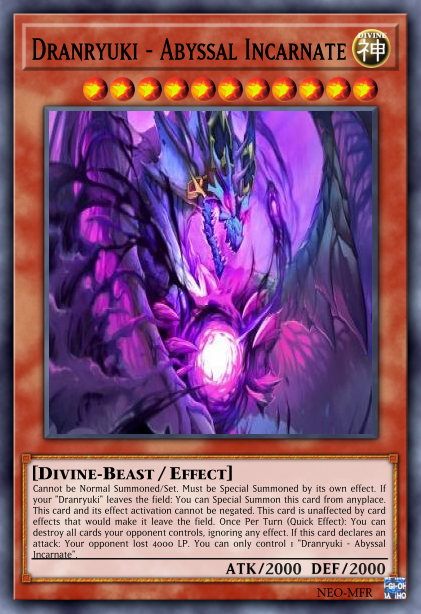 Dranryuki - Abyssal Incarnate
DIVINE
神
[Divine-Beast / Effect]
Cannot be Normal Summoned/Set. Must be Special Summoned by its own effect. If
your "Dranryuki" leaves the field: You can Special Summon this card from anyplace.
This card and its effect activation cannot be negated. This card is unaffected by card
effects that would make it leave the field. Once Per Turn (Quick Effect): You can
destroy all cards your opponent controls, ignoring any effect. If this card declares an
attack: Your opponent lost 4000 LP. You can only control 1 "Dranryuki - Abyssal
Incarnate".
ATK/2000 DEF/2000
NEO-MFR